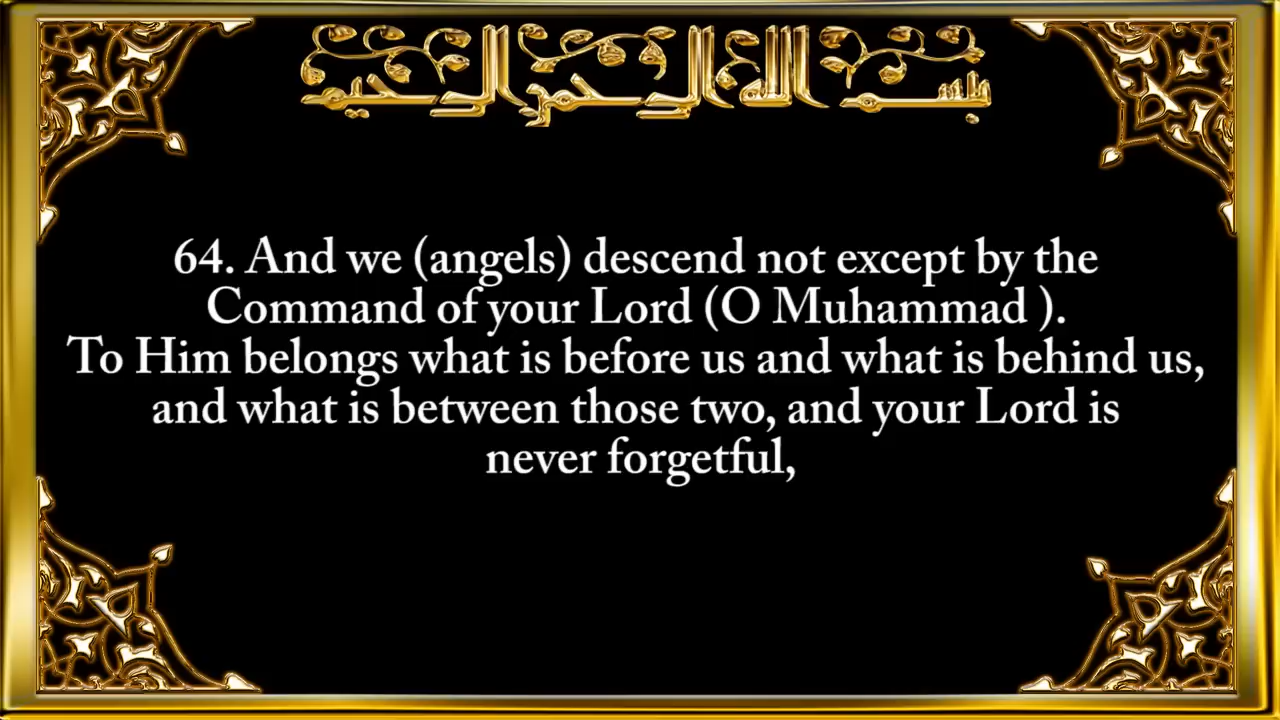 بسم الله الرحمن الرحيم
64. And we (angels) descend not except by the
Command of your Lord (O Muhammad ).
To Him belongs what is before us and what is behind us,
and what is between those two, and your Lord is
never forgetful,